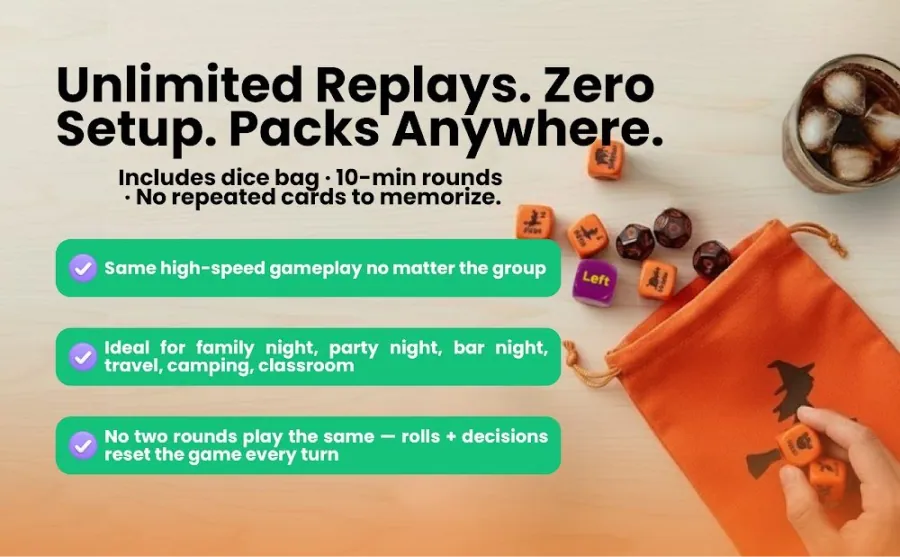 Unlimited Replays. Zero
Setup. Packs Anywhere.
Includes dice bag · 10-min rounds
· No repeated cards to memorize.
Same high-speed gameplay no matter the group
Ideal for family night, party night, bar night,
travel, camping, classroom
No two rounds play the same — rolls + decisions
reset the game every turn
Left